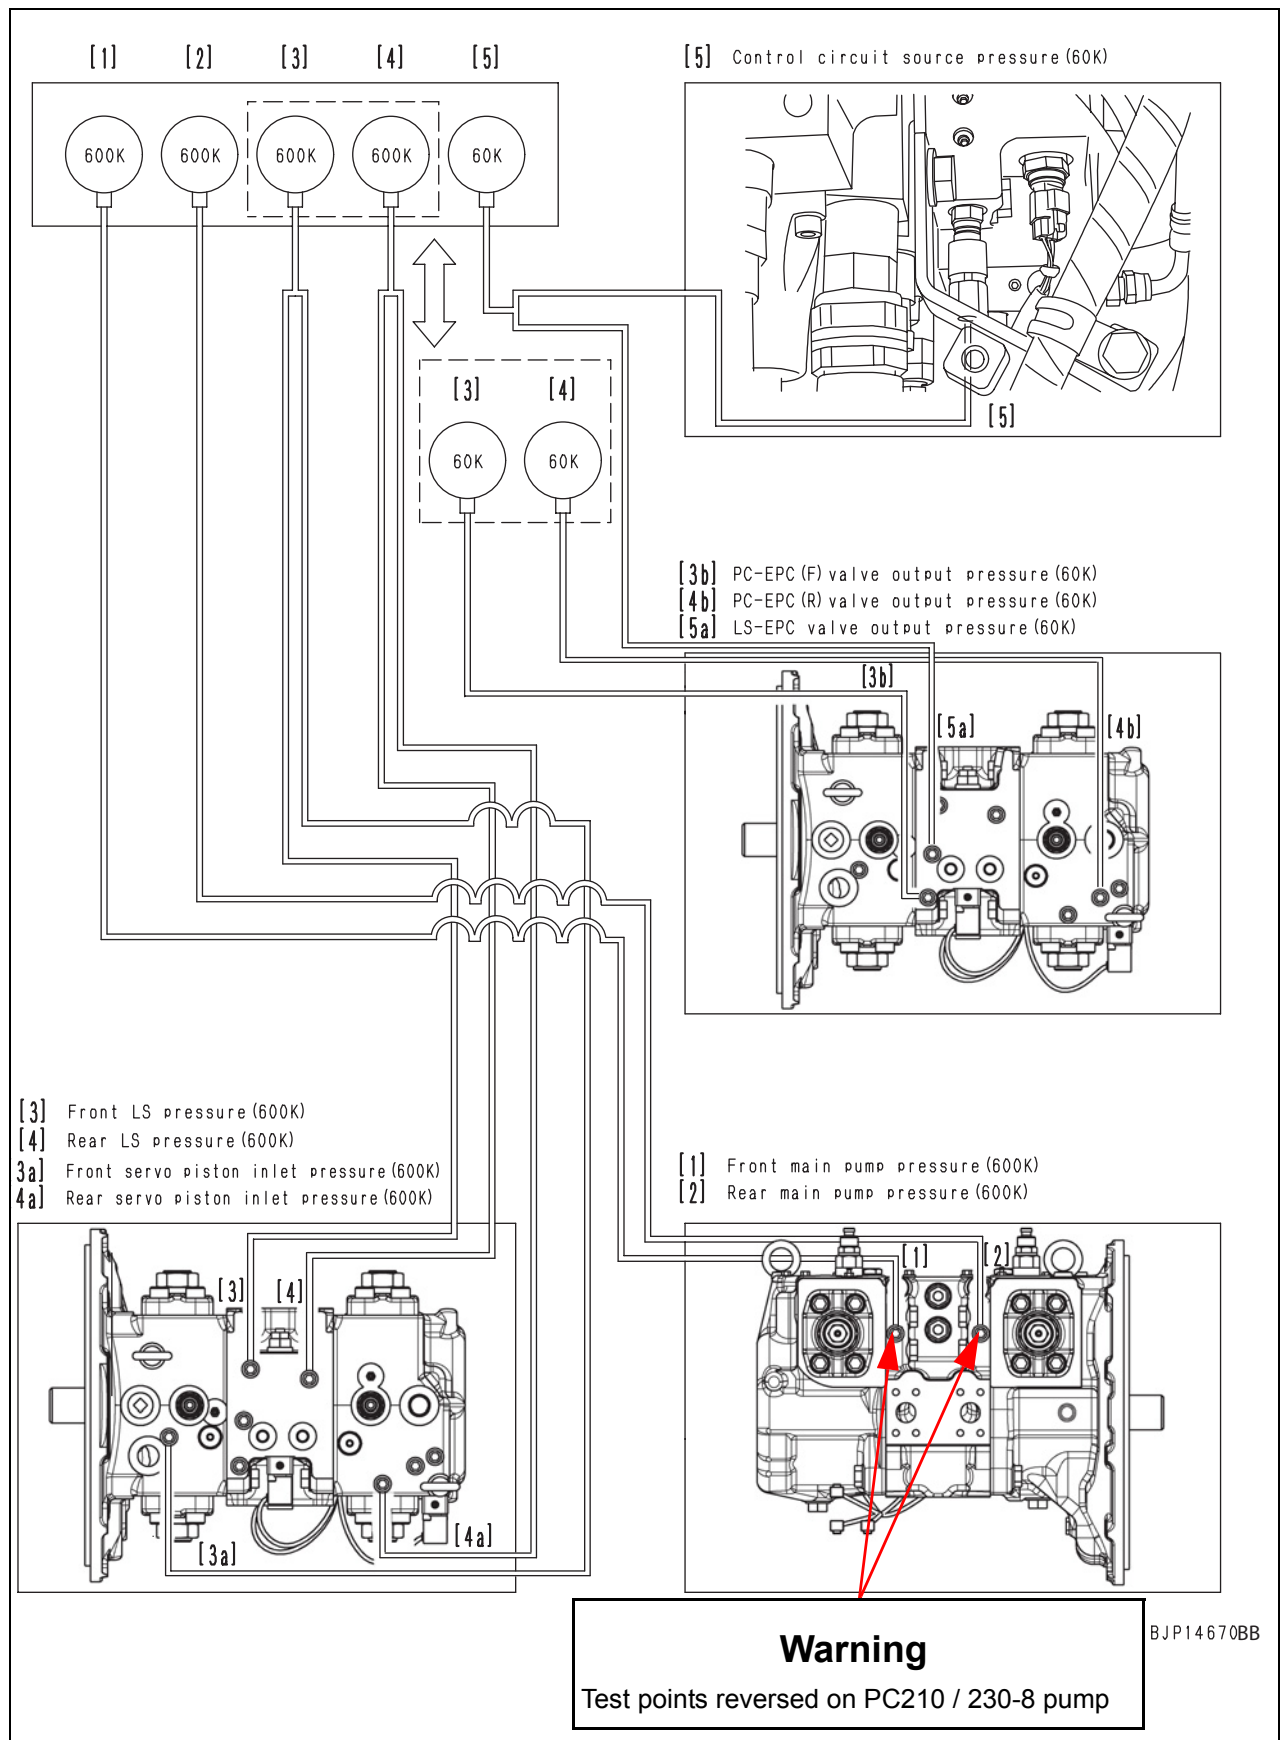 [1] [2] [3] [4] [5]
[5] Control circuit source pressure(60K)
600K 600K 600K 600K 60K
[3] [4]
[5]
60K 60K
[3b] PC-EPC(F)valve output pressure(60K)
[4b] PC-EPC(R)valve output pressure(60K)
[5a] LS-EPC valve output pressure(60K)
[3b]
[5a] [4b]
[3] Front LS pressure(600K)
[4] Rear LS pressure(600K)
3a] Front servo piston inlet pressure(600K)
4a] Rear servo piston inlet pressure(600K)
[1] Front main pump pressure(600K)
[2] Rear main pump pressure(600K)
[1] [2]
[3] [4]
[4a]
[3a]
BJP14670BB
Warning
Test points reversed on PC210 / 230-8 pump